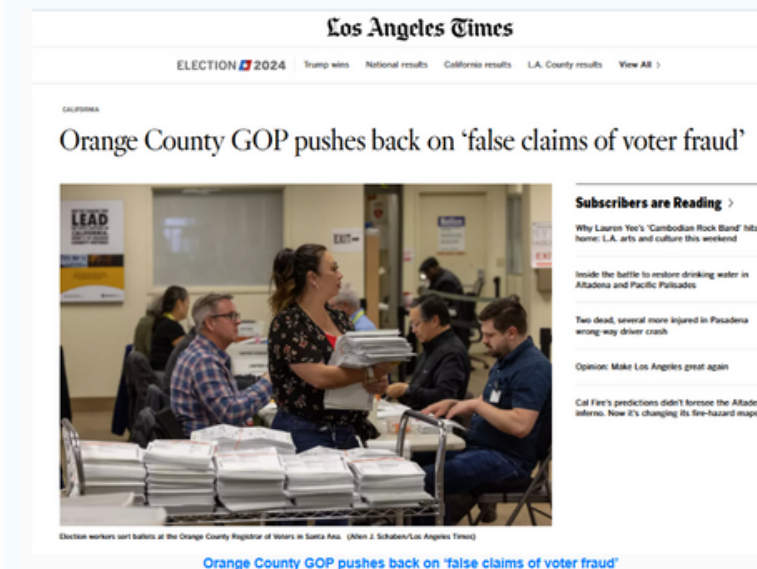 Los Angeles Times
ELECTION 2024 Trump wins National results California results L.A. County results View All >
CALIFORNIA
Orange County GOP pushes back on ‘false claims of voter fraud’
LEAD
EXIT
Notice
EXIT
Subscribers are Reading >
Why Lauren Yee's 'Cambodian Rock Band' hits
home: L.A. arts and culture this weekend
Inside the battle to restore drinking water in
Altadena and Pacific Palisades
Two dead, several more injured in Pasadena
wrong-way driver crash
Opinion: Make Los Angeles great again
Cal Fire's predictions didn't foresee the Altade
inferno. Now it's changing its fire-hazard maps
Election workers sort ballots at the Orange County Registrar of Voters in Santa Ana. (Allen J. Schaben/Los Angeles Times)
Orange County GOP pushes back on ‘false claims of voter fraud’